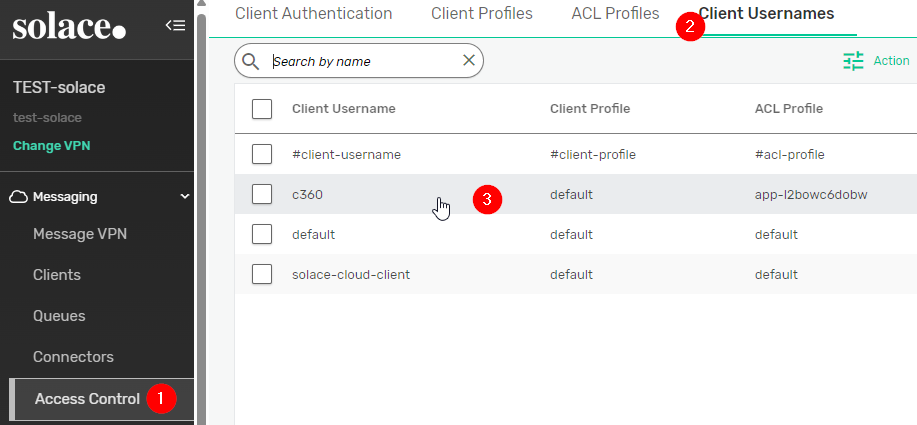 solace.
TEST-solace
test-solace
Change VPN
Messaging
Message VPN
Clients
Queues
Connectors
Access Control 1
Client Authentication Client Profiles ACL Profiles 2 Client Usernames
Search by name Action
Client Username Client Profile ACL Profile
#client-username #client-profile #acl-profile
c360 3 default app-l2bowc6dobw
default default default
solace-cloud-client default default